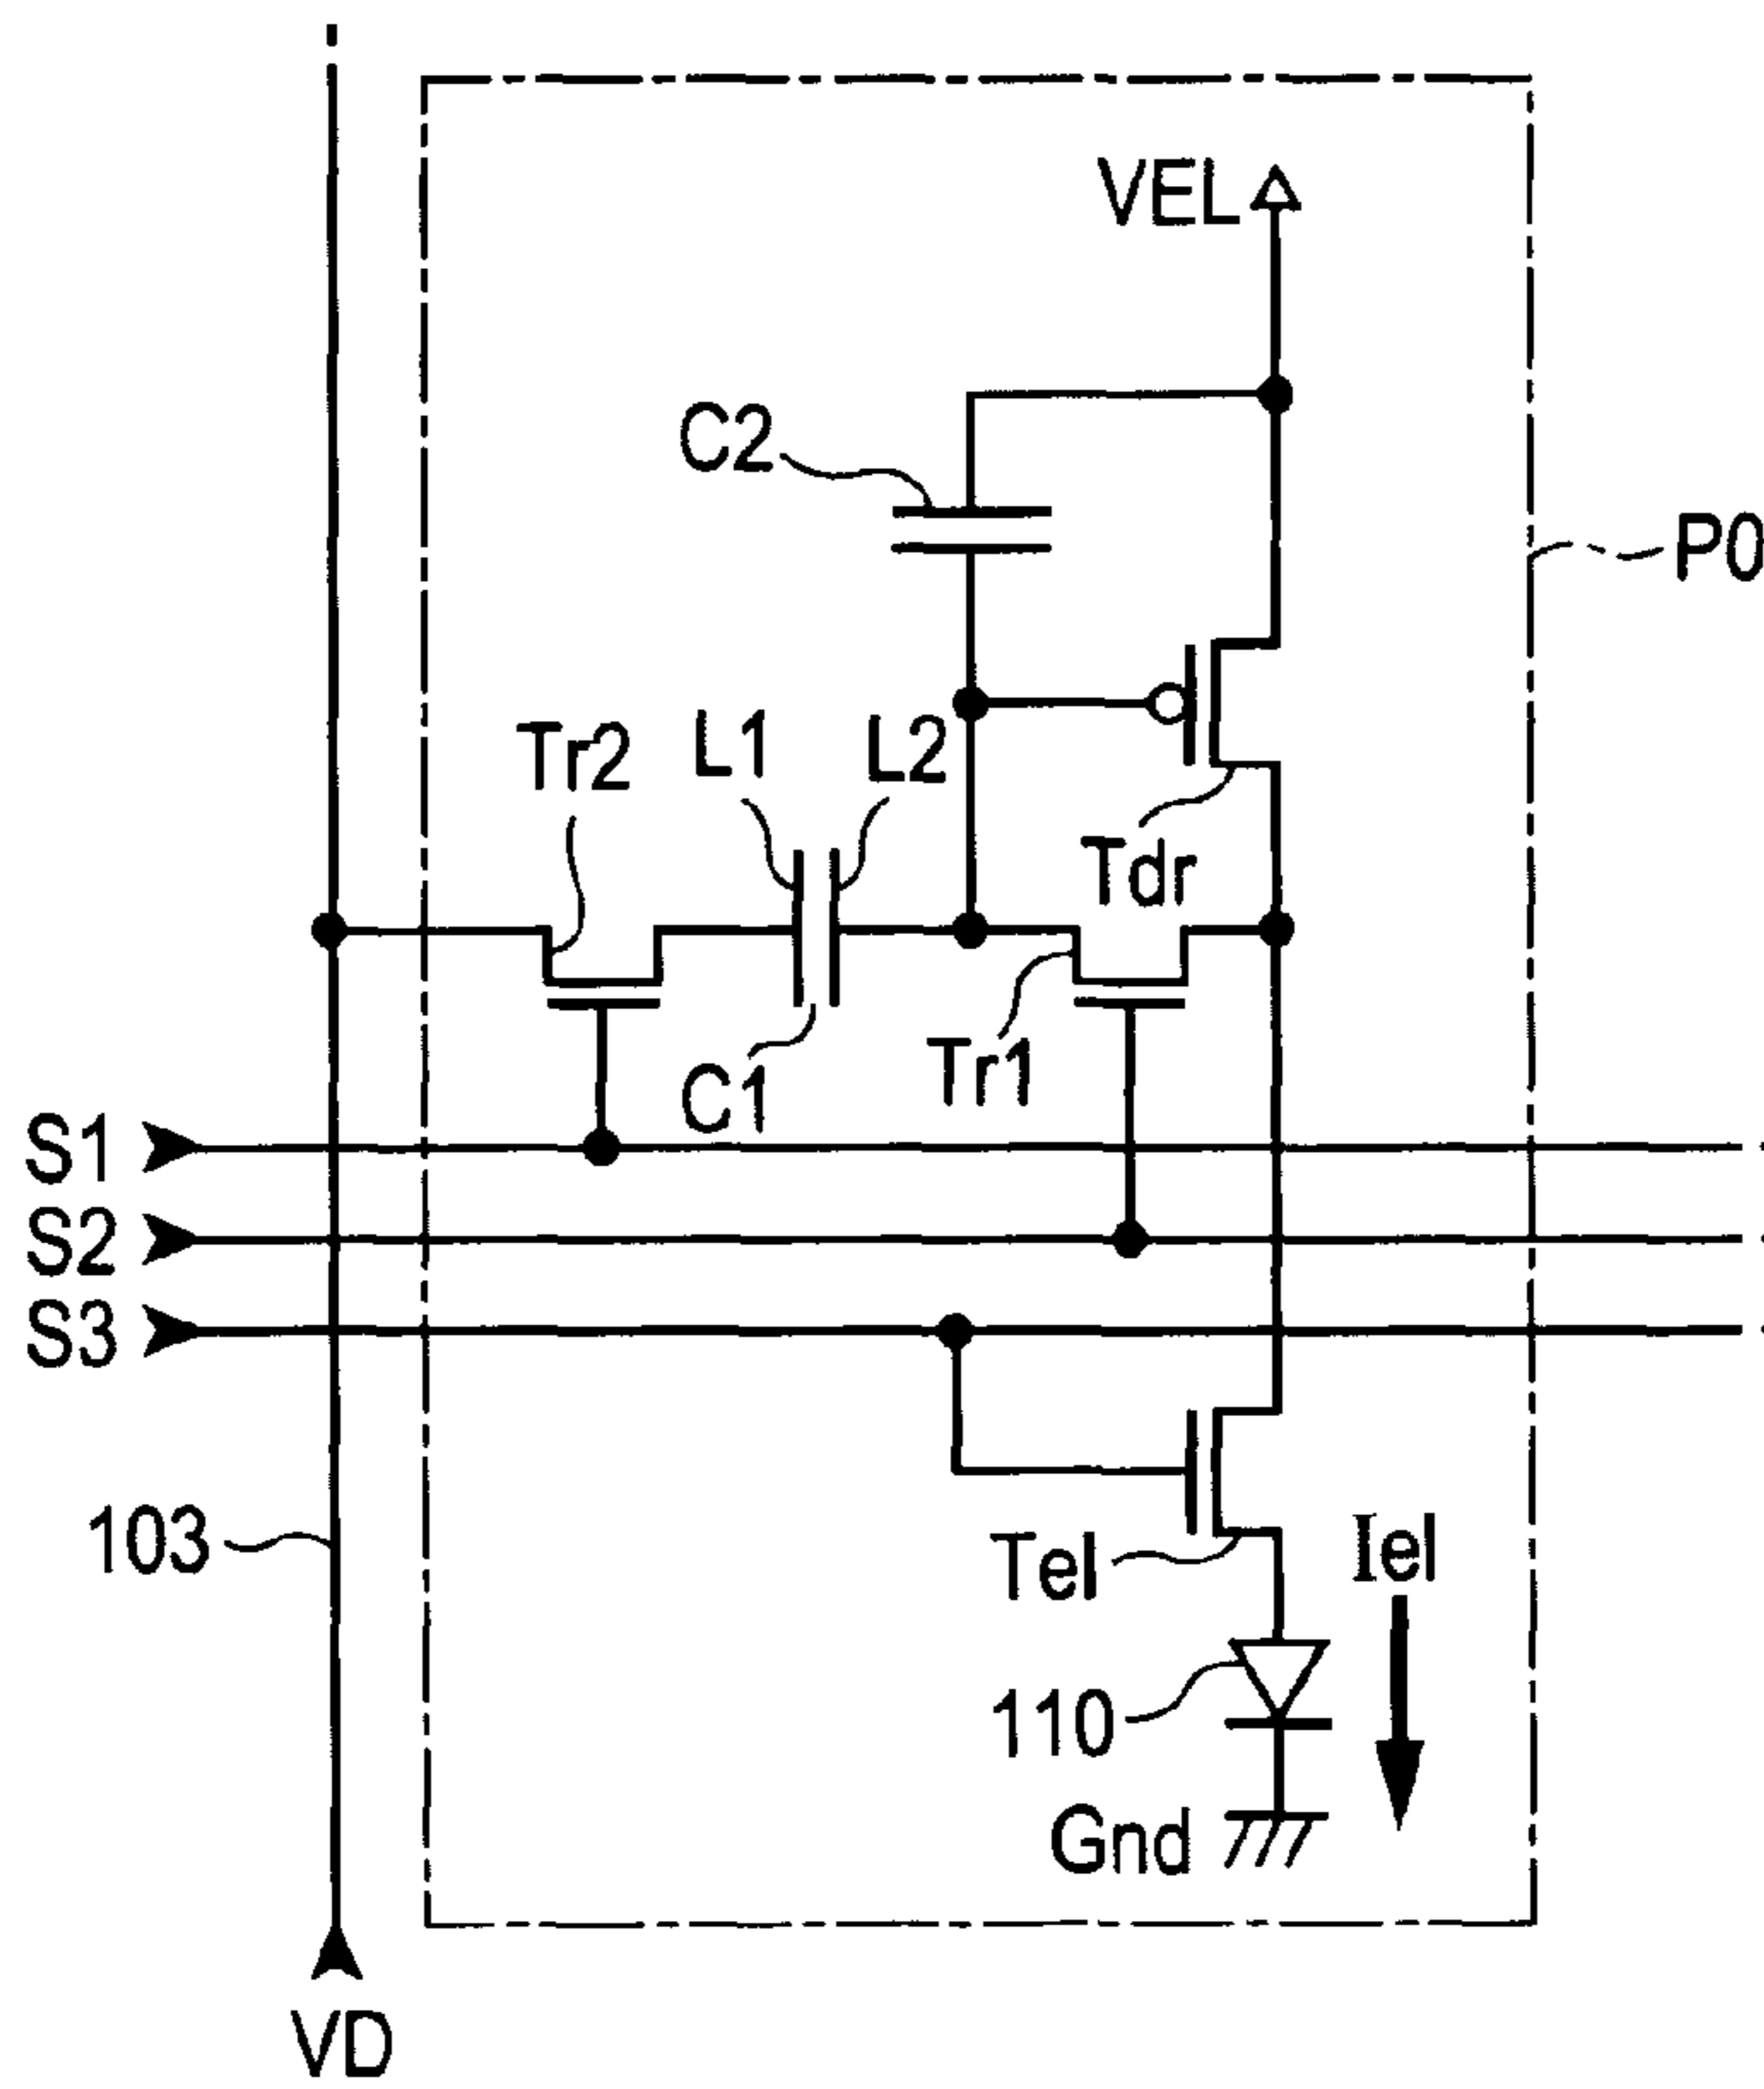 VEL
C2
P0
Tr2
L1
L2
Tdr
C1
Tr1
S1
S2
S3
103
Tel
Iel
110
Gnd
VD